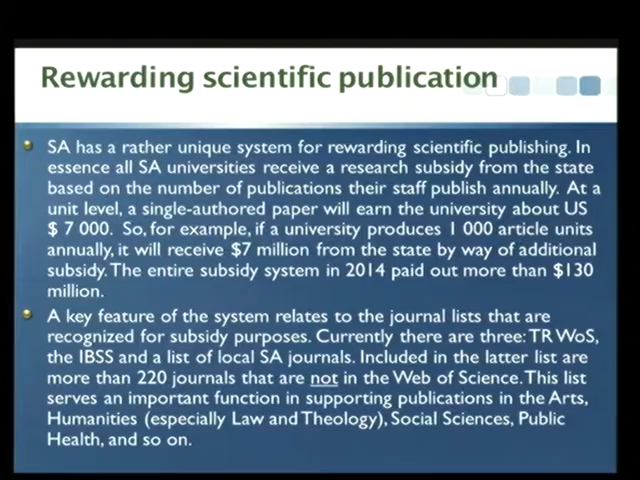 Rewarding scientific publication
SA has a rather unique system for rewarding scientific publishing. In
essence all SA universities receive a research subsidy from the state
based on the number of publications their staff publish annually. At a
unit level, a single-authored paper will earn the university about US
$ 7 000. So, for example, if a university produces 1 000 article units
annually, it will receive $7 million from the state by way of additional
subsidy. The entire subsidy system in 2014 paid out more than $130
million.
A key feature of the system relates to the journal lists that are
recognized for subsidy purposes. Currently there are three: TR WoS,
the IBSS and a list of local SA journals. Included in the latter list are
more than 220 journals that are not in the Web of Science. This list
serves an important function in supporting publications in the Arts,
Humanities (especially Law and Theology), Social Sciences, Public
Health, and so on.